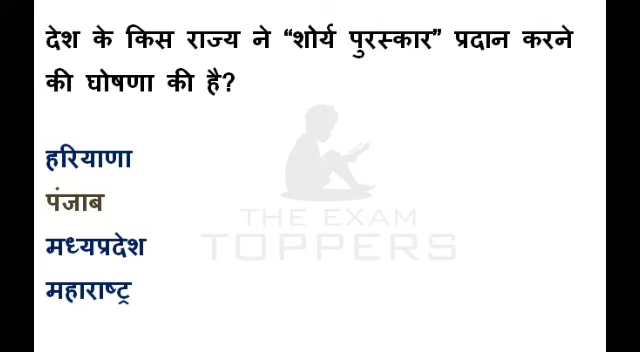 देश के किस राज्य ने “शोर्य पुरस्कार” प्रदान करने
की घोषणा की है?
हरियाणा
पंजाब
मध्यप्रदेश
महाराष्ट्र
THE EXAM
TOPPERS